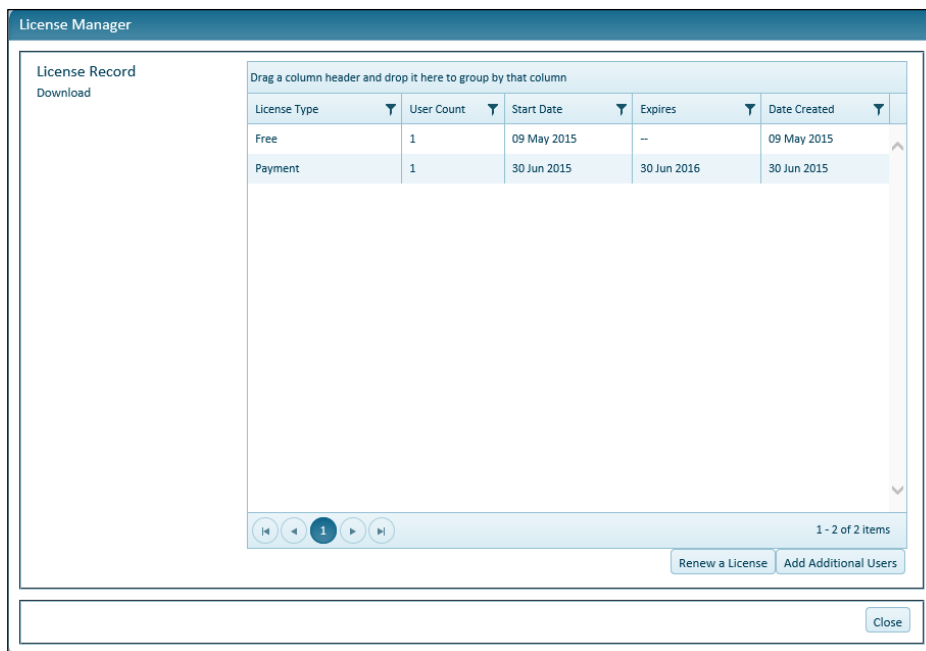 License Manager
License Record
Download
Drag a column header and drop it here to group by that column
License Type User Count Start Date Expires Date Created
Free 1 09 May 2015 -- 09 May 2015
Payment 1 30 Jun 2015 30 Jun 2016 30 Jun 2015
1 1 - 2 of 2 items
Renew a License Add Additional Users
Close